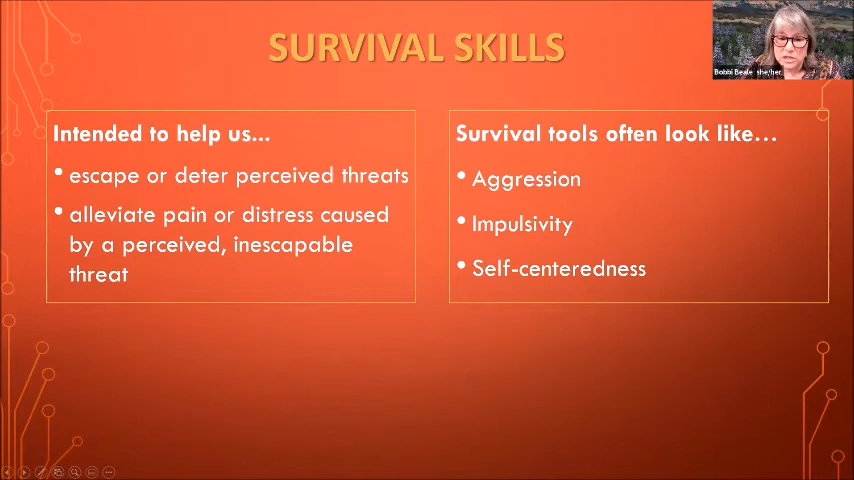 SURVIVAL SKILLS
Bobbi Beale she/her
Intended to help us...
• escape or deter perceived threats
• alleviate pain or distress caused
by a perceived, inescapable
threat
Survival tools often look like...
• Aggression
• Impulsivity
• Self-centeredness